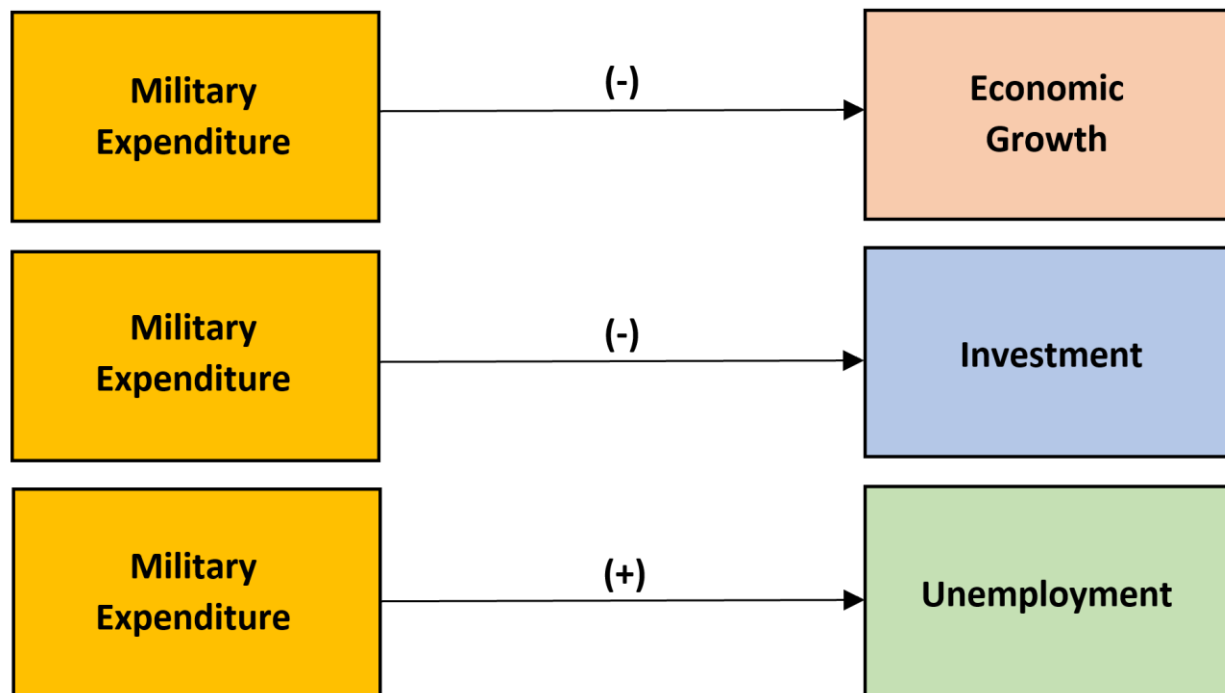 Military
Expenditure
(-)
Economic
Growth
Military
Expenditure
(-)
Investment
Military
Expenditure
(+)
Unemployment